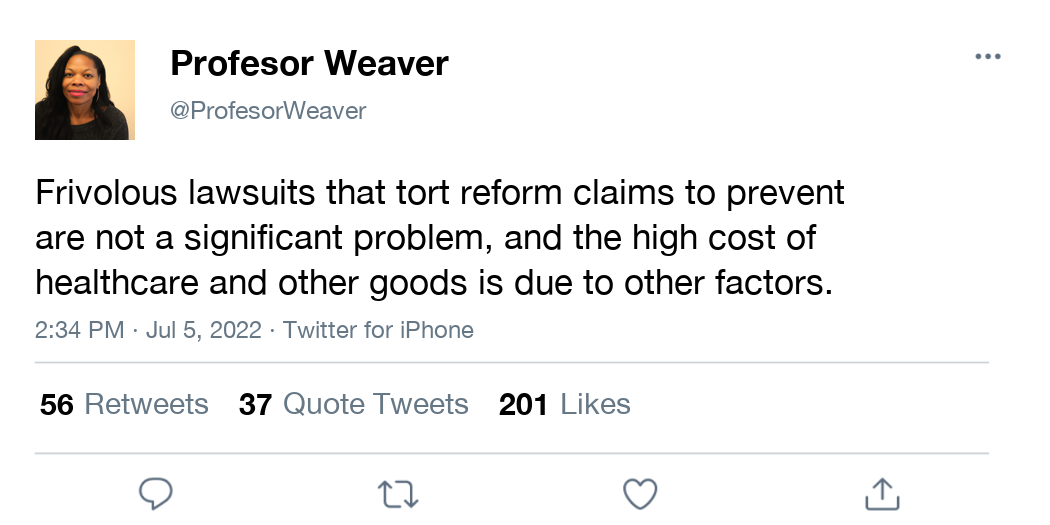 Profesor Weaver
@ProfesorWeaver
Frivolous lawsuits that tort reform claims to prevent
are not a significant problem, and the high cost of
healthcare and other goods is due to other factors.
2:34 PM · Jul 5, 2022 · Twitter for iPhone
56 Retweets 37 Quote Tweets 201 Likes